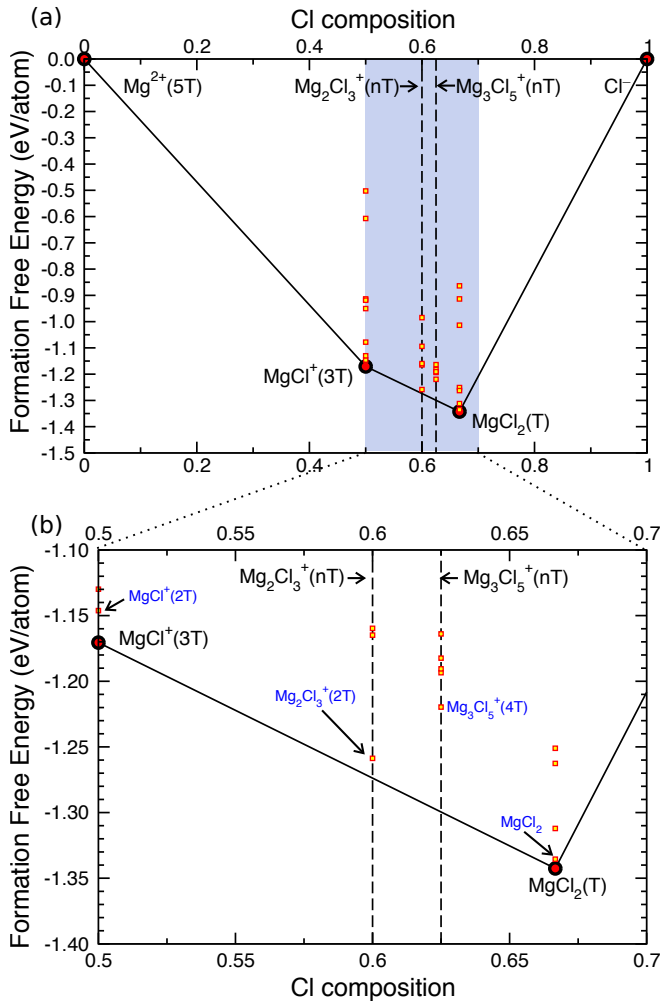 (a)
Cl composition
0 0.2 0.4 0.6 0.8 1
0.0
-0.1
-0.2
-0.3
-0.4
-0.5
-0.6
-0.7
-0.8
-0.9
-1.0
-1.1
-1.2
-1.3
-1.4
-1.5
Formation Free Energy (eV/atom)
Mg²⁺(5T)
Mg₂Cl₃⁺(nT)
Mg₃Cl₅⁺(nT)
Cl⁻
MgCl⁺(3T)
MgCl₂(T)
0 0.2 0.4 0.6 0.8 1
(b)
0.5 0.55 0.6 0.65 0.7
-1.10
-1.15
-1.20
-1.25
-1.30
-1.35
-1.40
Formation Free Energy (eV/atom)
Mg₂Cl₃⁺(nT)
Mg₃Cl₅⁺(nT)
MgCl⁺(2T)
MgCl⁺(3T)
Mg₂Cl₃⁺(2T)
Mg₃Cl₅⁺(4T)
MgCl₂
MgCl₂(T)
0.5 0.55 0.6 0.65 0.7
Cl composition